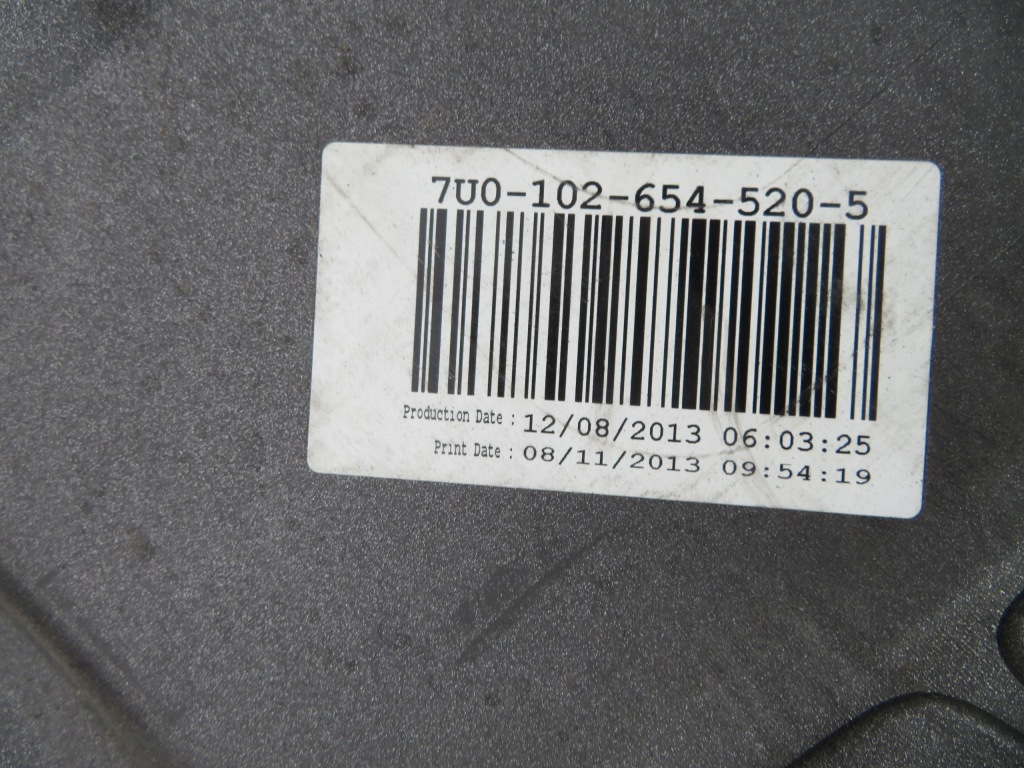 7U0-102-654-520-5
Production Date : 12/08/2013 06:03:25
Print Date : 08/11/2013 09:54:19